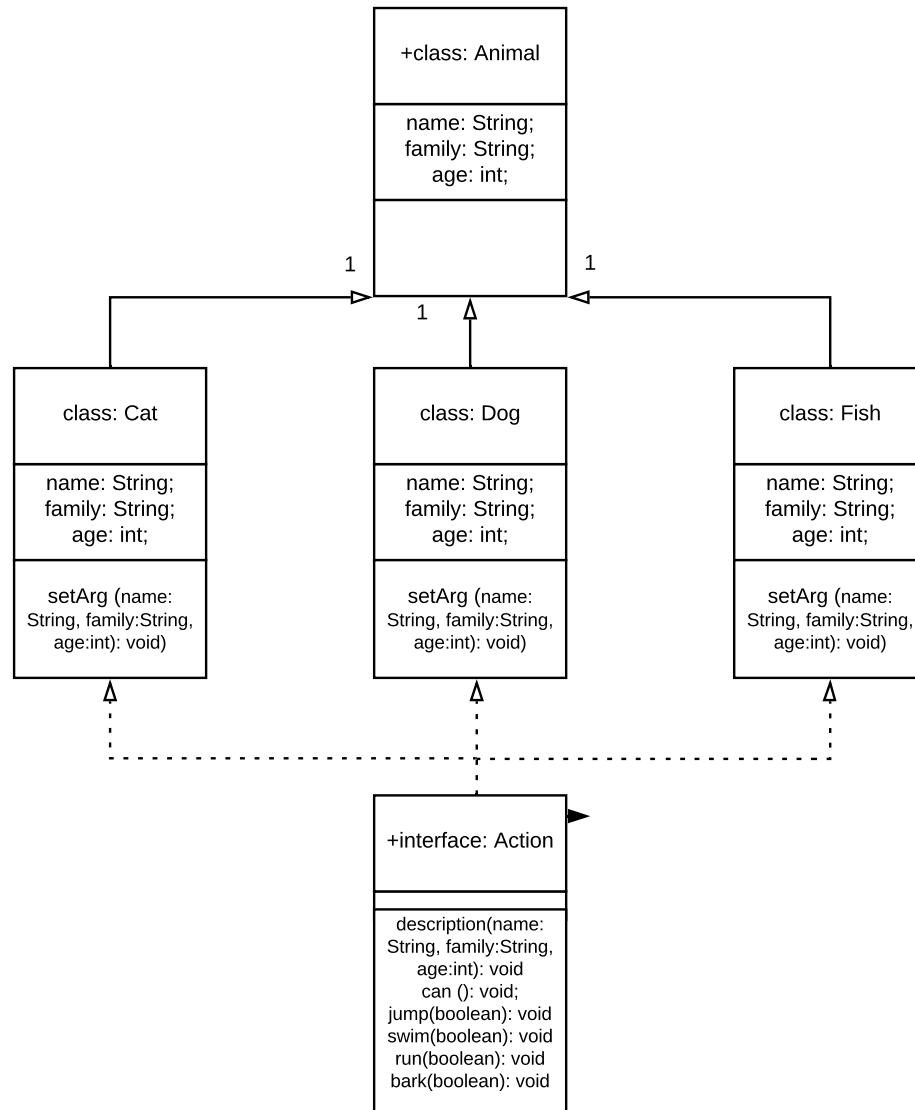 +class: Animal
name: String;
family: String;
age: int;
1
1
1
class: Cat
name: String;
family: String;
age: int;
setArg (name:
String, family:String,
age:int): void)
class: Dog
name: String;
family: String;
age: int;
setArg (name:
String, family:String,
age:int): void)
class: Fish
name: String;
family: String;
age: int;
setArg (name:
String, family:String,
age:int): void)
+interface: Action
description(name:
String, family:String,
age:int): void
can (): void;
jump(boolean): void
swim(boolean): void
run(boolean): void
bark(boolean): void